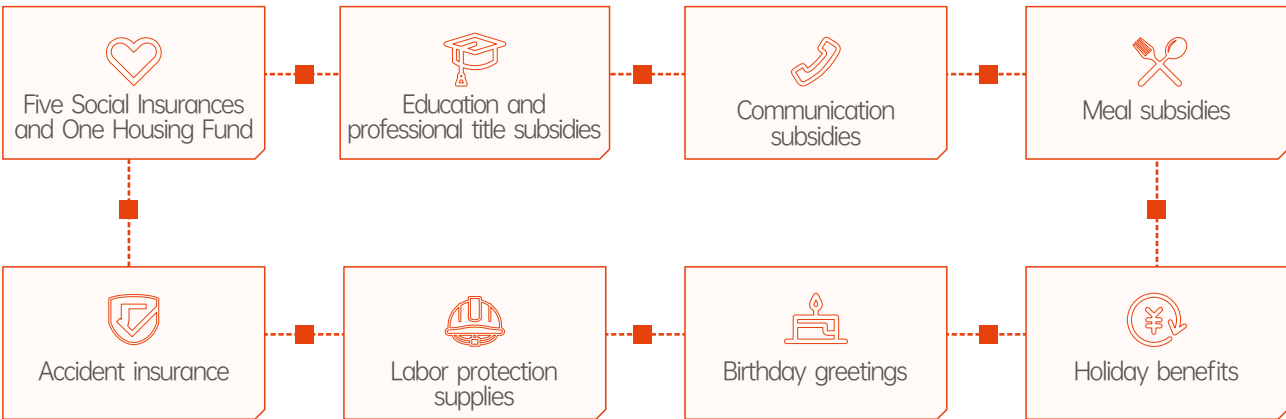 Five Social Insurances
and One Housing Fund
Education and
professional title subsidies
Communication
subsidies
Meal subsidies
Accident insurance
Labor protection
supplies
Birthday greetings
Holiday benefits